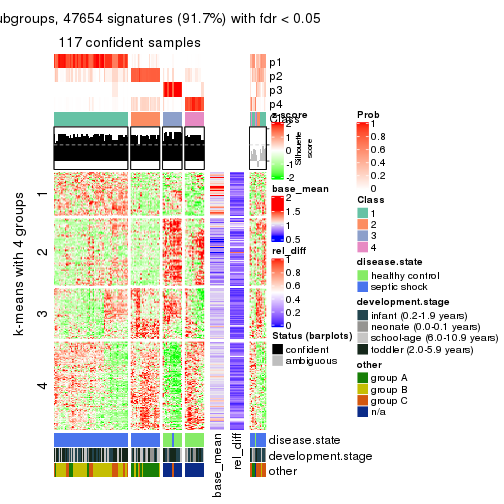 ubgroups, 47654 signatures (91.7%) with fdr < 0.05
117 confident samples
p1
p2
p3
p4
Class
z-score
2
1
0
-1
-2
Silhouette
score
Prob
1
0.8
0.6
0.4
0.2
0
k-means with 4 groups
1
2
3
4
base_mean
2
1.5
1
0.5
Class
1
2
3
4
rel_diff
1
0.8
0.6
0.4
0.2
0
disease.state
healthy control
septic shock
development.stage
infant (0.2-1.9 years)
neonate (0.0-0.1 years)
school-age (6.0-10.9 years)
toddler (2.0-5.9 years)
Status (barplots)
confident
ambiguous
other
group A
group B
group C
n/a
disease.state
development.stage
other
base_mean
rel_diff